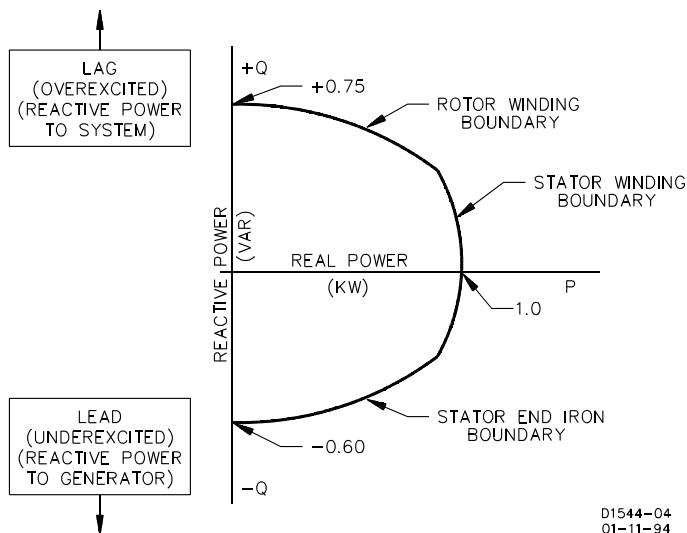 LAG
(OVEREXCITED)
(REACTIVE POWER
TO SYSTEM)
+Q
+0.75
ROTOR WINDING
BOUNDARY
STATOR WINDING
BOUNDARY
REACTIVE POWER
(VAR)
REAL POWER
(KW)
P
1.0
LEAD
(UNDEREXCITED)
(REACTIVE POWER
TO GENERATOR)
STATOR END IRON
BOUNDARY
-0.60
-Q
D1544-04
01-11-94